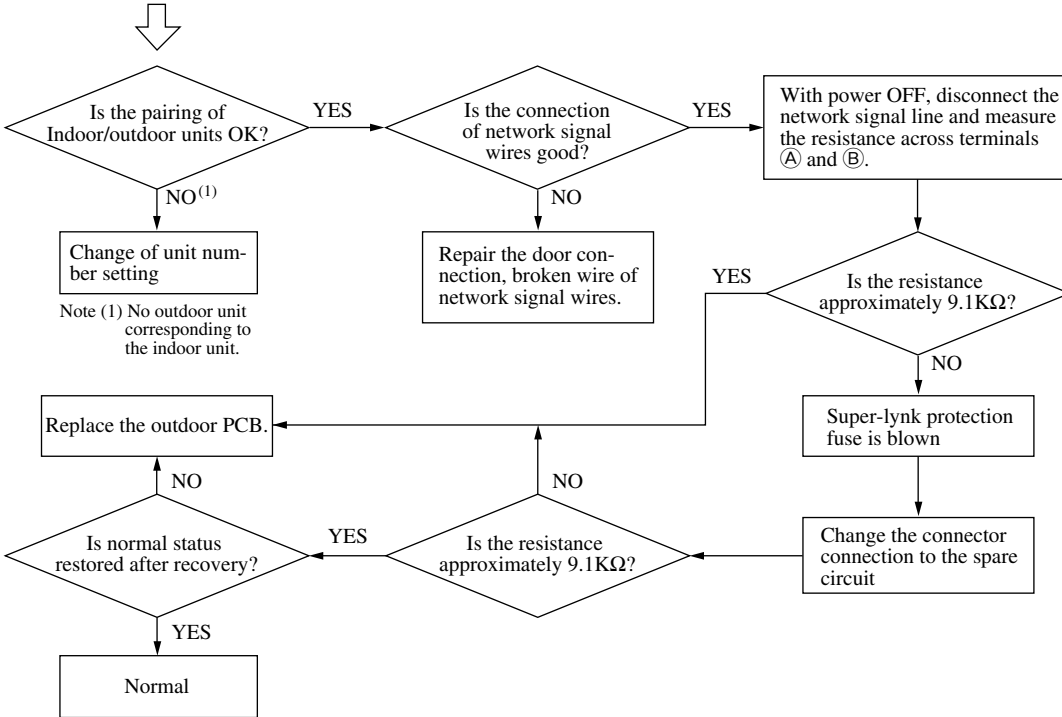 Is the pairing of
Indoor/outdoor units OK?
YES
NO(1)
Change of unit num-
ber setting
Note (1) No outdoor unit
corresponding to
the indoor unit.
Is the connection
of network signal
wires good?
YES
NO
Repair the door con-
nection, broken wire of
network signal wires.
With power OFF, disconnect the
network signal line and measure
the resistance across terminals
Ⓐ and Ⓑ.
Is the resistance
approximately 9.1KΩ?
YES
NO
Super-lynk protection
fuse is blown
Change the connector
connection to the spare
circuit
Is the resistance
approximately 9.1KΩ?
NO
YES
Replace the outdoor PCB.
NO
Is normal status
restored after recovery?
YES
Normal